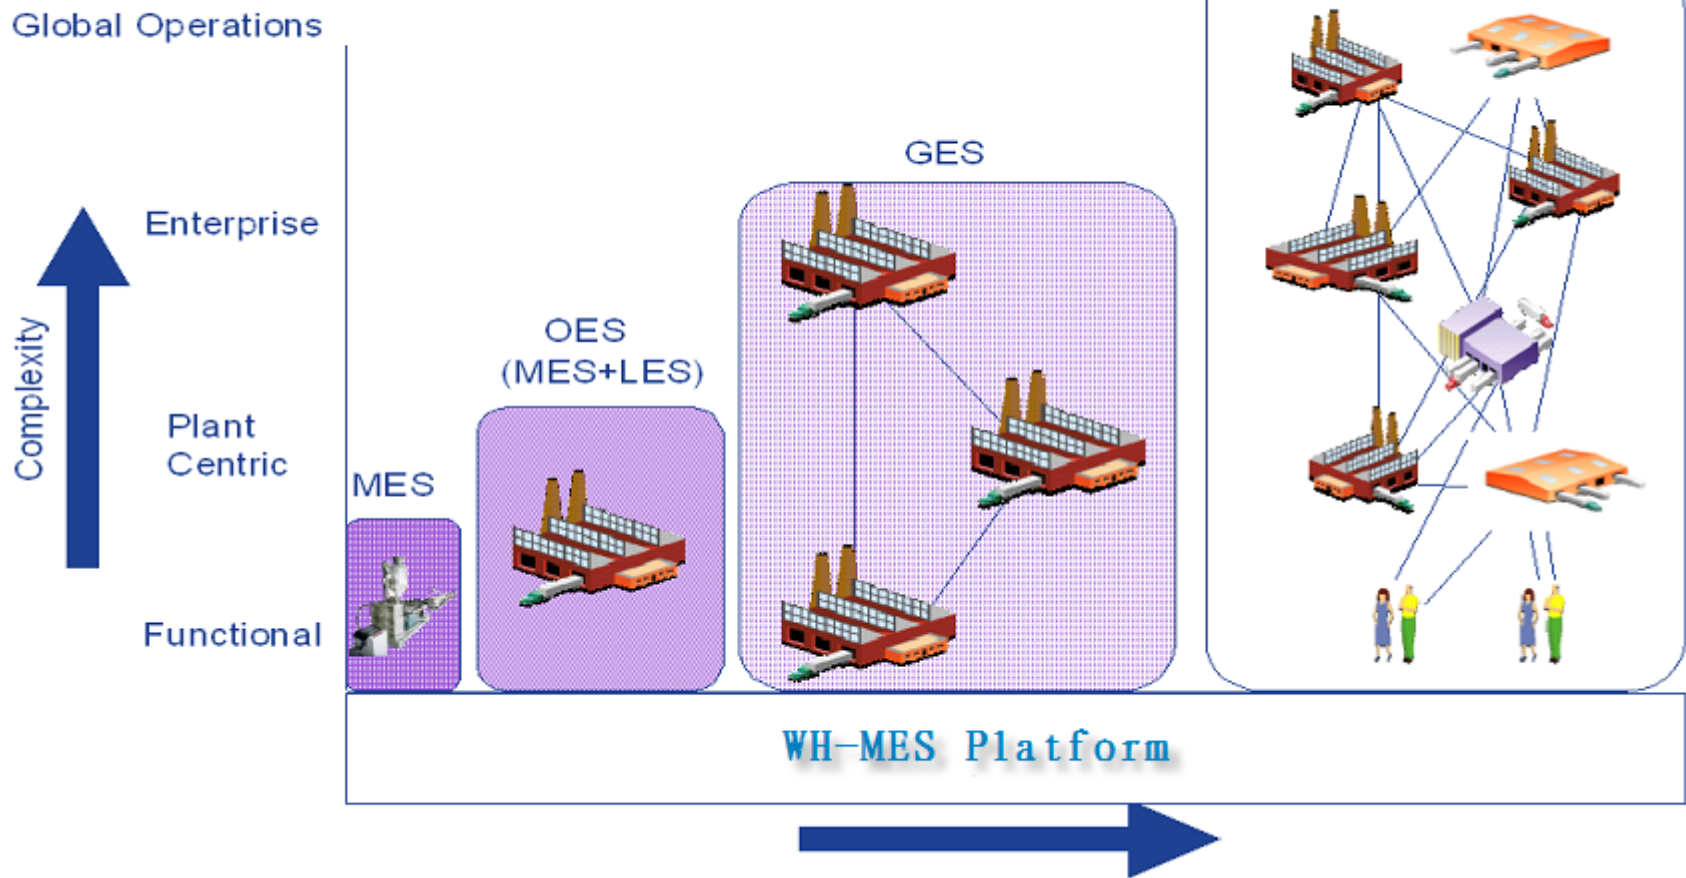 Global Operations
GES
Enterprise
OES
(MES+LES)
Complexity
Plant
Centric
MES
Functional
WH-MES Platform